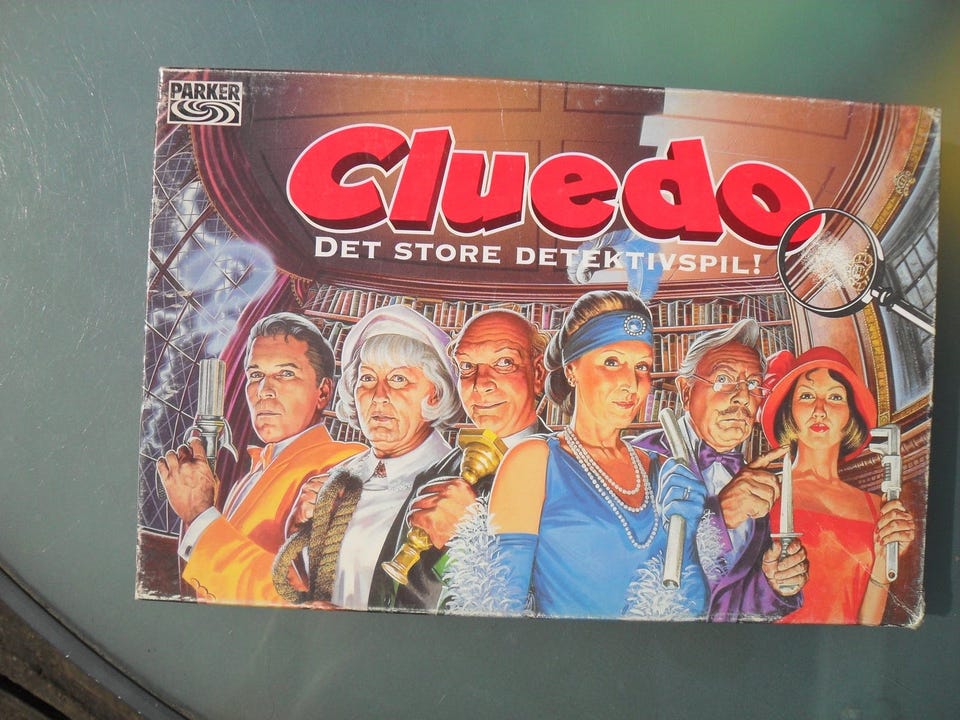 PARKER
Cluedo
DET STORE DETEKTIVSPIL!